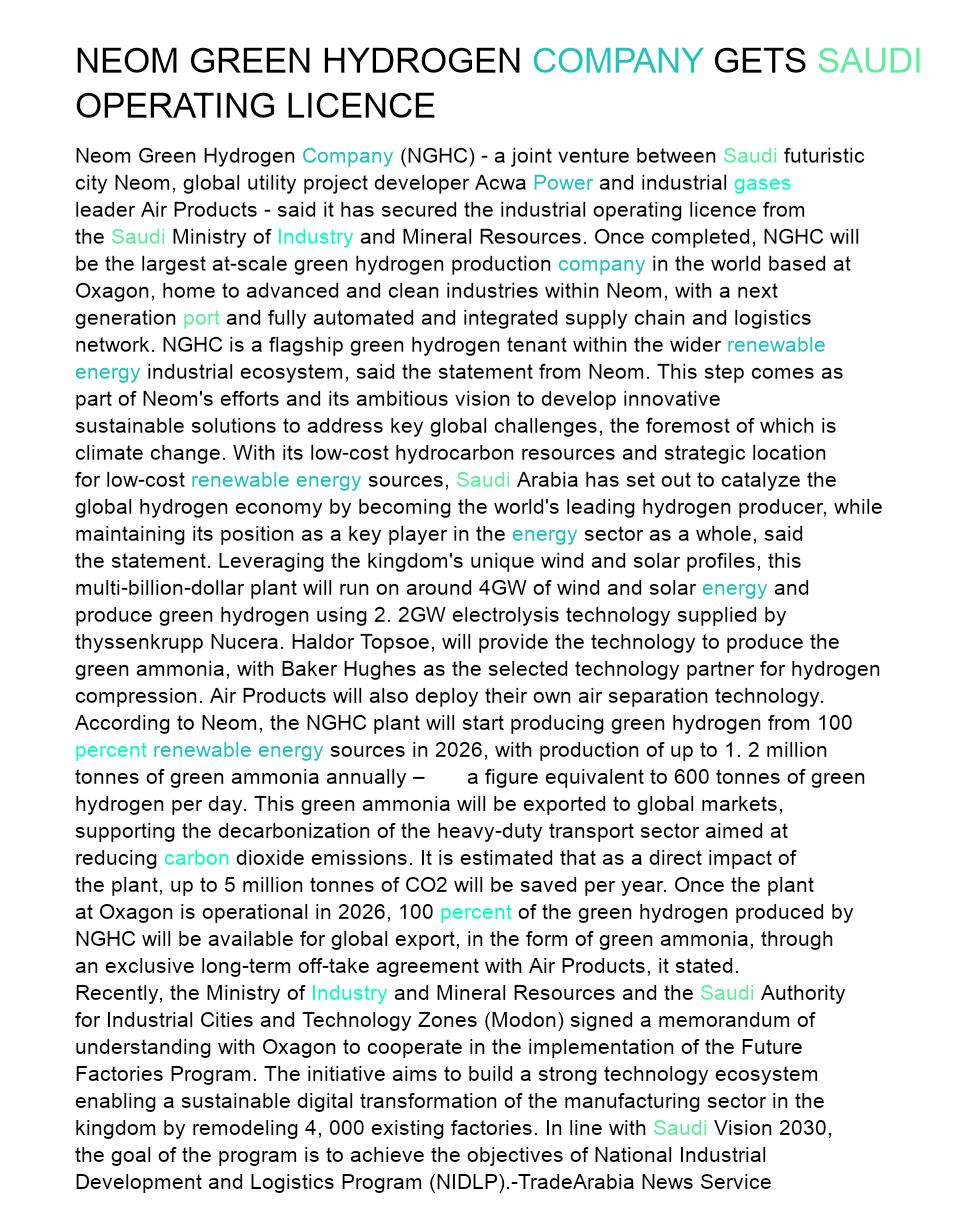 NEOM GREEN HYDROGEN COMPANY GETS SAUDI
OPERATING LICENCE
Neom Green Hydrogen Company (NGHC) - a joint venture between Saudi futuristic
city Neom, global utility project developer Acwa Power and industrial gases
leader Air Products - said it has secured the industrial operating licence from
the Saudi Ministry of Industry and Mineral Resources. Once completed, NGHC will
be the largest at-scale green hydrogen production company in the world based at
Oxagon, home to advanced and clean industries within Neom, with a next
generation port and fully automated and integrated supply chain and logistics
network. NGHC is a flagship green hydrogen tenant within the wider renewable
energy industrial ecosystem, said the statement from Neom. This step comes as
part of Neom's efforts and its ambitious vision to develop innovative
sustainable solutions to address key global challenges, the foremost of which is
climate change. With its low-cost hydrocarbon resources and strategic location
for low-cost renewable energy sources, Saudi Arabia has set out to catalyze the
global hydrogen economy by becoming the world's leading hydrogen producer, while
maintaining its position as a key player in the energy sector as a whole, said
the statement. Leveraging the kingdom's unique wind and solar profiles, this
multi-billion-dollar plant will run on around 4GW of wind and solar energy and
produce green hydrogen using 2. 2GW electrolysis technology supplied by
thyssenkrupp Nucera. Haldor Topsoe, will provide the technology to produce the
green ammonia, with Baker Hughes as the selected technology partner for hydrogen
compression. Air Products will also deploy their own air separation technology.
According to Neom, the NGHC plant will start producing green hydrogen from 100
percent renewable energy sources in 2026, with production of up to 1. 2 million
tonnes of green ammonia annually – a figure equivalent to 600 tonnes of green
hydrogen per day. This green ammonia will be exported to global markets,
supporting the decarbonization of the heavy-duty transport sector aimed at
reducing carbon dioxide emissions. It is estimated that as a direct impact of
the plant, up to 5 million tonnes of CO2 will be saved per year. Once the plant
at Oxagon is operational in 2026, 100 percent of the green hydrogen produced by
NGHC will be available for global export, in the form of green ammonia, through
an exclusive long-term off-take agreement with Air Products, it stated.
Recently, the Ministry of Industry and Mineral Resources and the Saudi Authority
for Industrial Cities and Technology Zones (Modon) signed a memorandum of
understanding with Oxagon to cooperate in the implementation of the Future
Factories Program. The initiative aims to build a strong technology ecosystem
enabling a sustainable digital transformation of the manufacturing sector in the
kingdom by remodeling 4, 000 existing factories. In line with Saudi Vision 2030,
the goal of the program is to achieve the objectives of National Industrial
Development and Logistics Program (NIDLP).-TradeArabia News Service